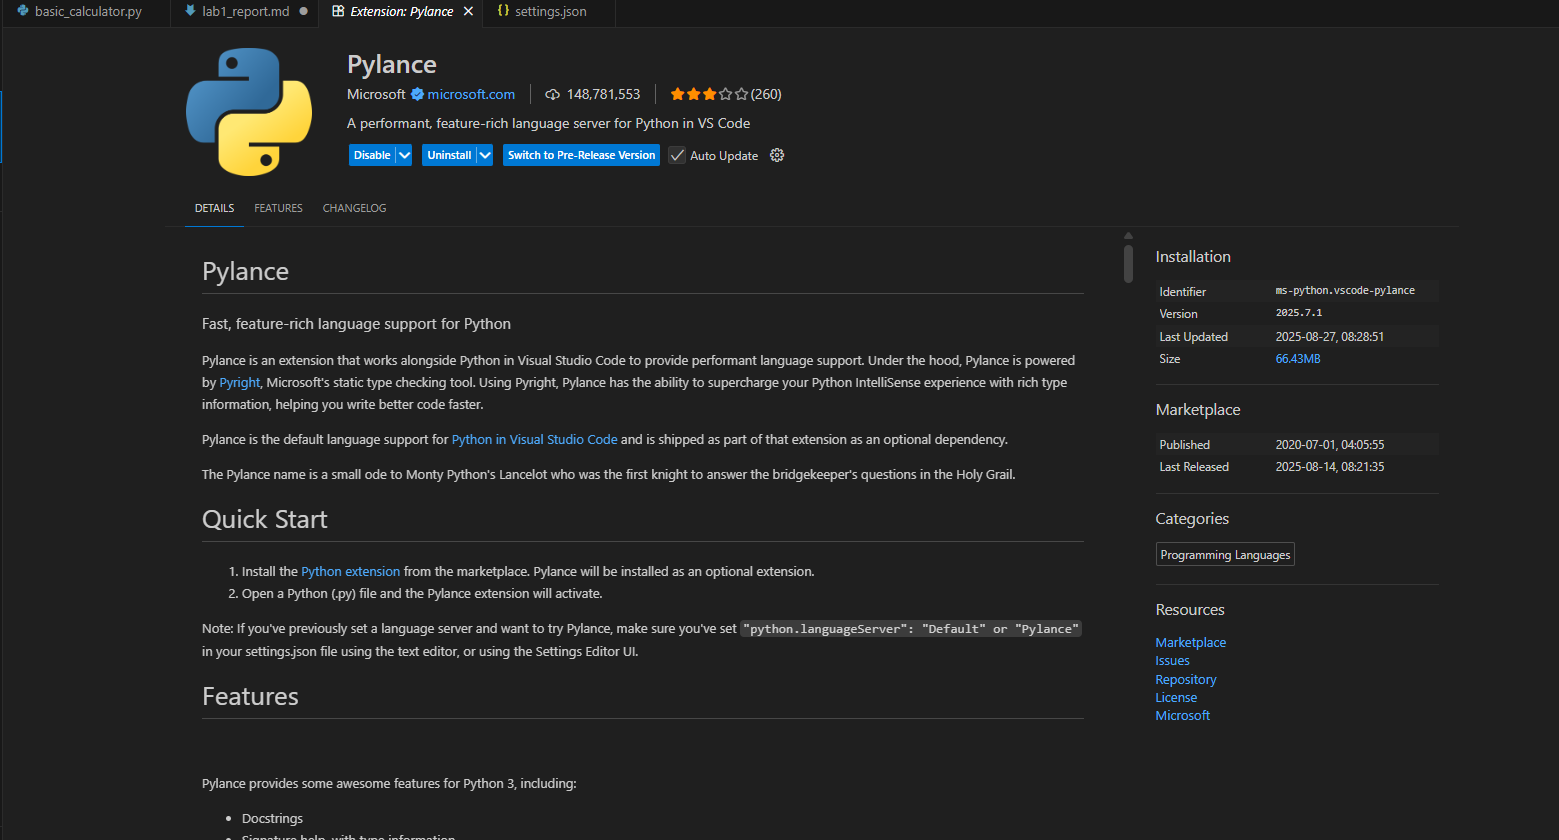 basic_calculator.py
lab1_report.md
Extension: Pylance
settings.json
Pylance
Microsoft microsoft.com 148,781,553 (260)
A performant, feature-rich language server for Python in VS Code
Disable Uninstall Switch to Pre-Release Version Auto Update
DETAILS FEATURES CHANGELOG
Pylance
Fast, feature-rich language support for Python
Pylance is an extension that works alongside Python in Visual Studio Code to provide performant language support. Under the hood, Pylance is powered
by Pyright, Microsoft's static type checking tool. Using Pyright, Pylance has the ability to supercharge your Python IntelliSense experience with rich type
information, helping you write better code faster.
Pylance is the default language support for Python in Visual Studio Code and is shipped as part of that extension as an optional dependency.
The Pylance name is a small ode to Monty Python's Lancelot who was the first knight to answer the bridgekeeper's questions in the Holy Grail.
Quick Start
1. Install the Python extension from the marketplace. Pylance will be installed as an optional extension.
2. Open a Python (.py) file and the Pylance extension will activate.
Note: If you've previously set a language server and want to try Pylance, make sure you've set "python.languageServer": "Default" or "Pylance"
in your settings.json file using the text editor, or using the Settings Editor UI.
Features
Pylance provides some awesome features for Python 3, including:
• Docstrings
• Signature help, with type information
Installation
Identifier ms-python.vscode-pylance
Version 2025.7.1
Last Updated 2025-08-27, 08:28:51
Size 66.43MB
Marketplace
Published 2020-07-01, 04:05:55
Last Released 2025-08-14, 08:21:35
Categories
Programming Languages
Resources
Marketplace
Issues
Repository
License
Microsoft